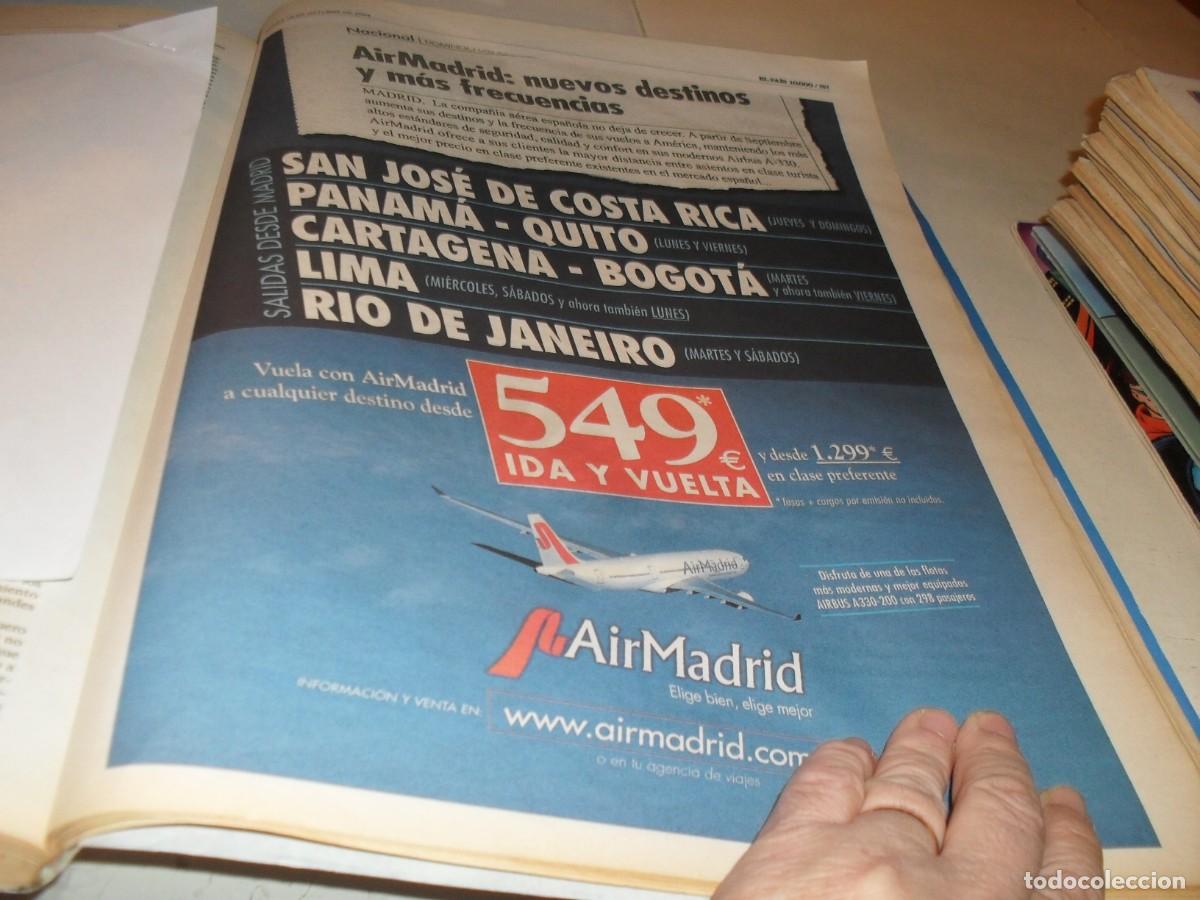 Nacional
AirMadrid: nuevos destinos
y más frecuencias
MADRID. La compañía aérea española no deja de crecer. A partir de Septiembre
aumenta sus destinos y la frecuencia de sus vuelos a América, manteniendo los más
altos estándares de seguridad, calidad y confort en sus modernos Airbus A-330.
AirMadrid ofrece a sus clientes la mayor distancia entre asientos en clase turista
y el mejor precio en clase preferente existentes en el mercado español...
SALIDAS DESDE MADRID
SAN JOSÉ DE COSTA RICA (JUEVES Y DOMINGOS)
PANAMÁ - QUITO (LUNES Y VIERNES)
CARTAGENA - BOGOTÁ (MARTES
y ahora también VIERNES)
LIMA (MIÉRCOLES, SÁBADOS y ahora también LUNES)
RIO DE JANEIRO (MARTES Y SÁBADOS)
Vuela con AirMadrid
a cualquier destino desde
549*€
IDA Y VUELTA
y desde 1.299* €
en clase preferente
* Tasas + cargos por emisión no incluidos.
AirMadrid
Disfruta de una de las flotas
más modernas y mejor equipadas
AIRBUS A330-200 con 298 pasajeros
AirMadrid
Elige bien, elige mejor
INFORMACIÓN Y VENTA EN:
www.airmadrid.com
o en tu agencia de viajes
todocoleccion